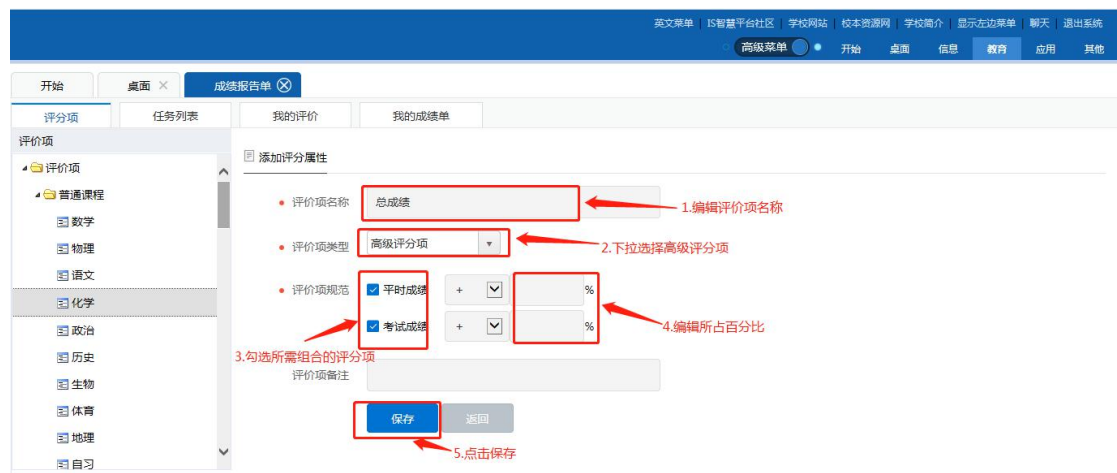 英文菜单 | IS智慧平台社区 | 学校网站 | 校本资源网 | 学校简介 | 显示左边菜单 | 聊天 | 退出系统
高级菜单 开始 桌面 信息 教育 应用 其他
开始 桌面 成绩报告单
评分项 任务列表 我的评价 我的成绩单
评价项
添加评分属性
评价项
普通课程
数学
物理
语文
化学
政治
历史
生物
体育
地理
自习
评价项名称 总成绩 1.编辑评价项名称
评价项类型 高级评分项 2.下拉选择高级评分项
评价项规范 平时成绩 + %
考试成绩 + % 4.编辑所占百分比
3.勾选所需组合的评分项
评价项备注
保存 返回
5.点击保存